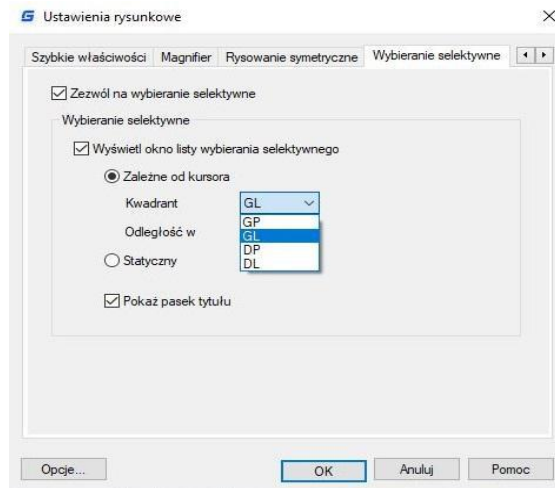 Ustawienia rysunkowe
Szybkie właściwości Magnifier Rysowanie symetryczne Wybieranie selektywne
Zezwól na wybieranie selektywne
Wybieranie selektywne
Wyświetl okno listy wybierania selektywnego
Zależne od kursora
Kwadrant GL
GP
Odległość w GL
DP
Statyczny DL
Pokaż pasek tytułu
Opcje... OK Anuluj Pomoc